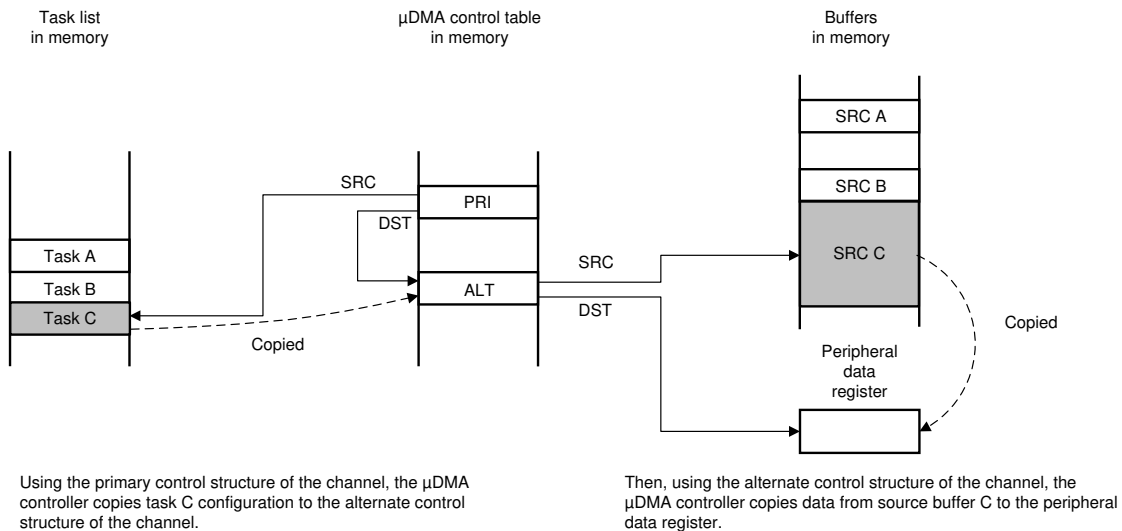 Task list
in memory
µDMA control table
in memory
Buffers
in memory
SRC A
SRC
PRI
SRC B
DST
Task A
SRC C
SRC
Task B
ALT
DST
Task C
Copied
Copied
Peripheral
data
register
Using the primary control structure of the channel, the µDMA
controller copies task C configuration to the alternate control
structure of the channel.
Then, using the alternate control structure of the channel, the
µDMA controller copies data from source buffer C to the peripheral
data register.